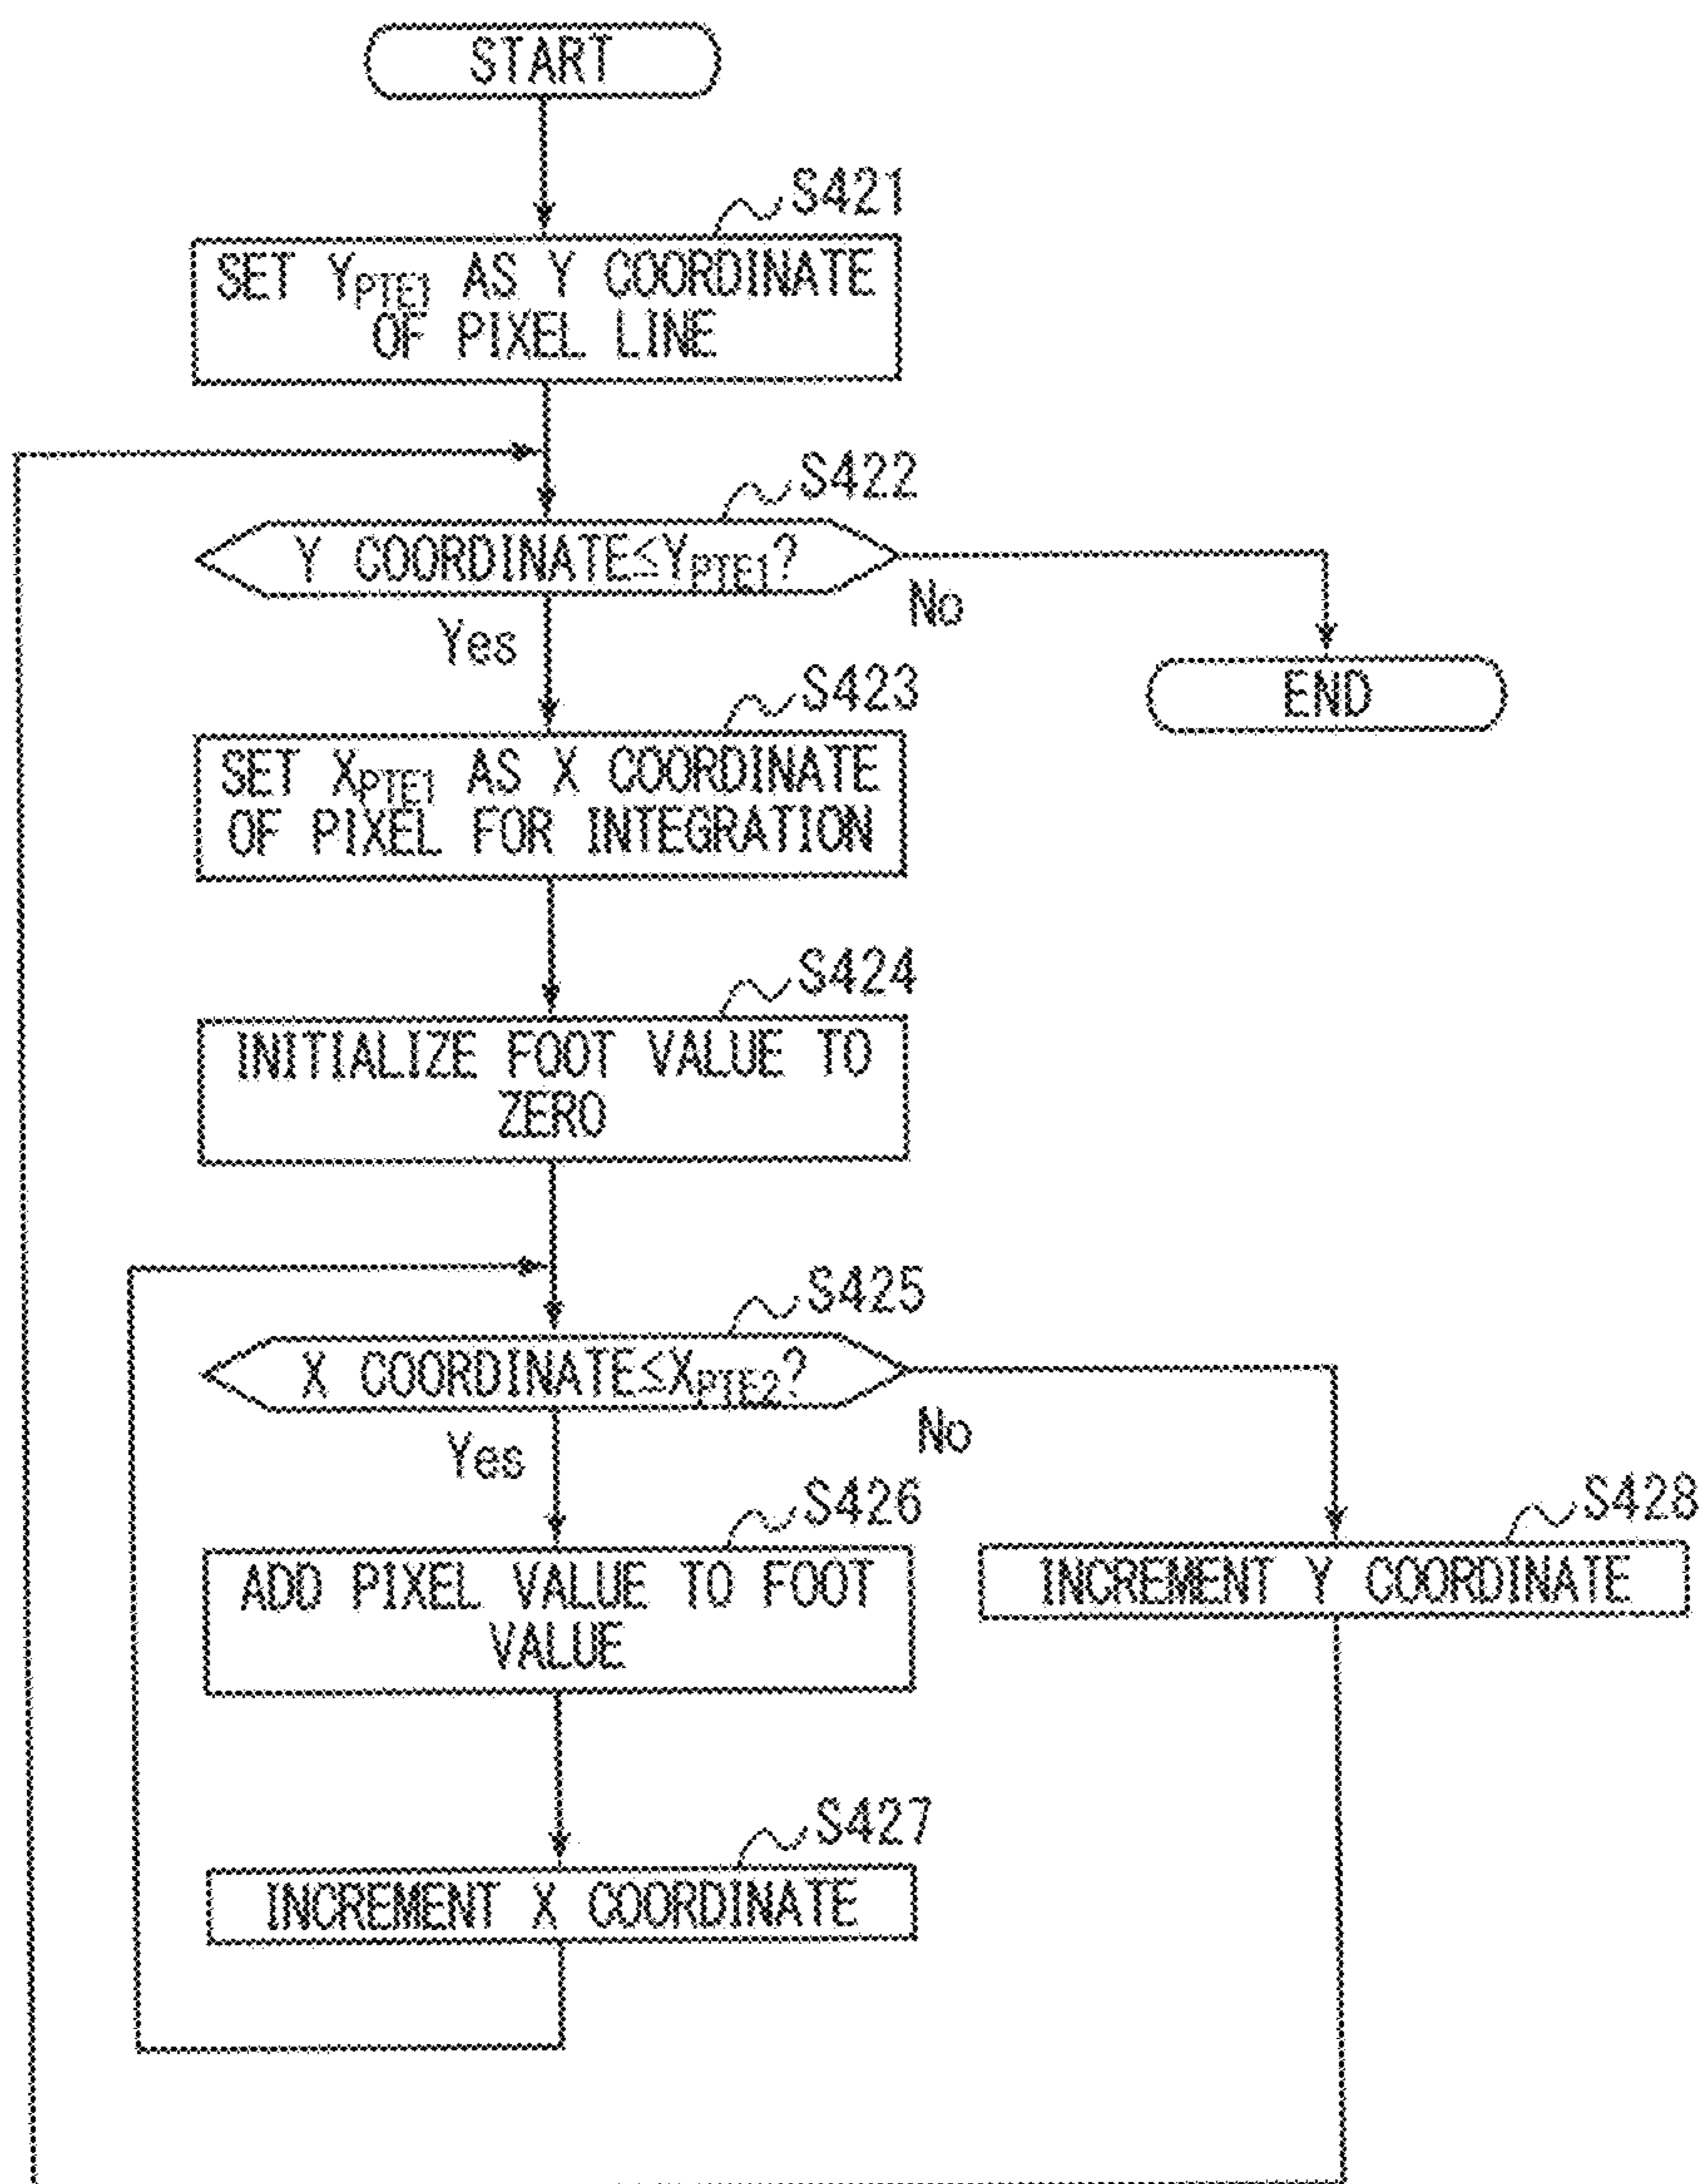 START
S421
SET YPTE1 AS Y COORDINATE
OF PIXEL LINE
S422
Y COORDINATE≤YPTE1?
No
Yes
END
S423
SET XPTE1 AS X COORDINATE
OF PIXEL FOR INTEGRATION
S424
INITIALIZE FOOT VALUE TO
ZERO
S425
X COORDINATE≤XPTE2?
No
Yes
S426
ADD PIXEL VALUE TO FOOT
VALUE
S428
INCREMENT Y COORDINATE
S427
INCREMENT X COORDINATE